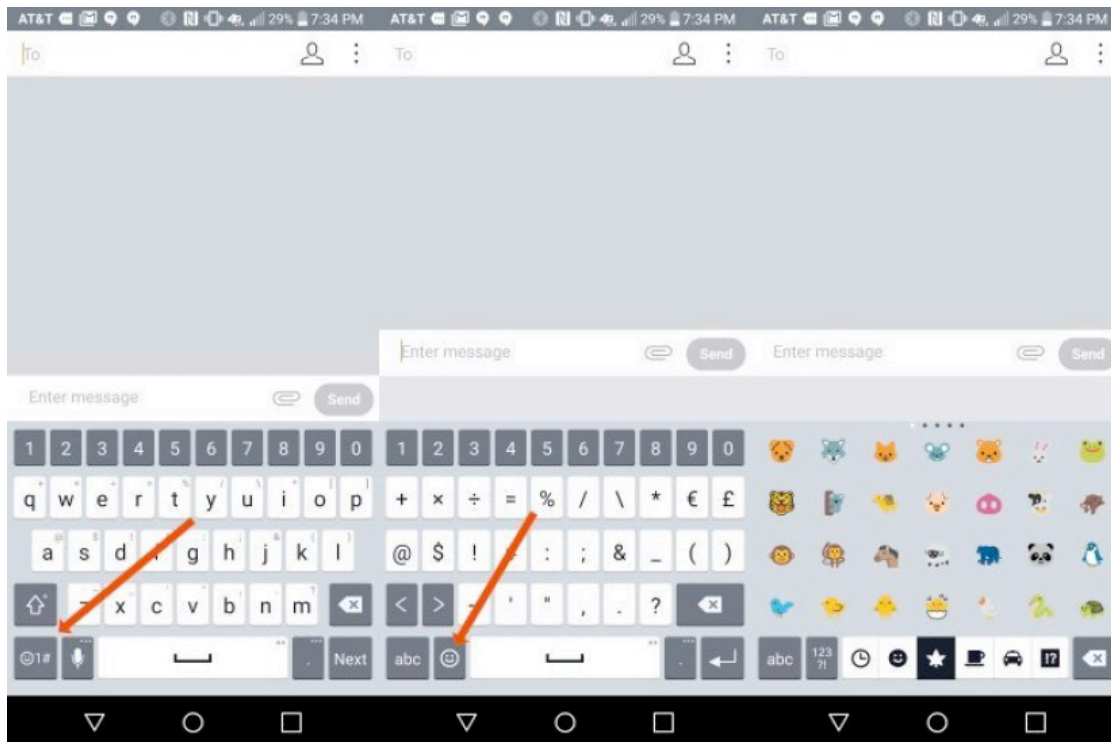 AT&T 29% 7:34 PM
To
Enter message Send
1 2 3 4 5 6 7 8 9 0
q w e r t y u i o p
a s d g h j k l
x c v b n m
1# . Next
AT&T 29% 7:34 PM
To
Enter message Send
1 2 3 4 5 6 7 8 9 0
+ × ÷ = % / \ * € £
@ $ ! : ; & _ ( )
< > - ' " , . ?
abc .
AT&T 29% 7:34 PM
To
Enter message Send
abc 123 ?! !?